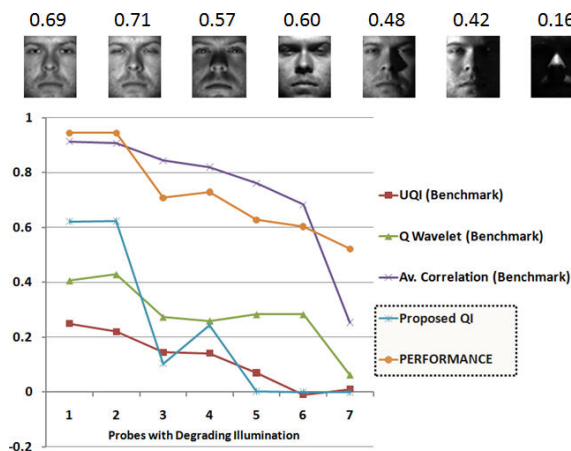 0.69 0.71 0.57 0.60 0.48 0.42 0.16
1
0.8
0.6
0.4
0.2
0
-0.2
1 2 3 4 5 6 7
Probes with Degrading Illumination
UQI (Benchmark)
Q Wavelet (Benchmark)
Av. Correlation (Benchmark)
Proposed QI
PERFORMANCE